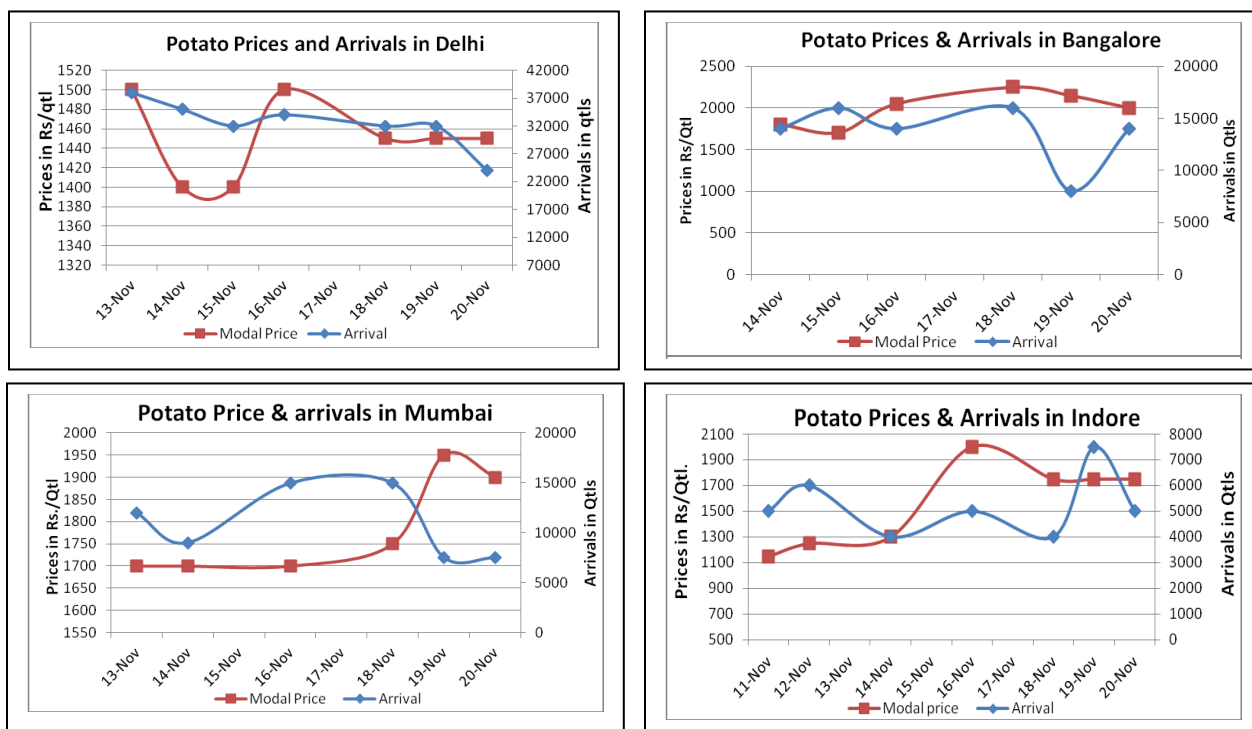 Potato Prices and Arrivals in Delhi
Prices in Rs/qtl
1520
1500
1480
1460
1440
1420
1400
1380
1360
1340
1320
42000
37000
32000
27000
22000
17000
12000
7000
Arrivals in qtls
13-Nov
14-Nov
15-Nov
16-Nov
17-Nov
18-Nov
19-Nov
20-Nov
Modal Price
Arrival
Potato Prices & Arrivals in Bangalore
Prices in Rs/Qtl
2500
2000
1500
1000
500
0
20000
15000
10000
5000
0
Arrivals in Qtls
14-Nov
15-Nov
16-Nov
17-Nov
18-Nov
19-Nov
20-Nov
Modal Price
Arrival
Potato Price & arrivals in Mumbai
Prices in Rs./Qtl
2000
1950
1900
1850
1800
1750
1700
1650
1600
1550
20000
15000
10000
5000
0
Arrivals in Qtls
13-Nov
14-Nov
15-Nov
16-Nov
17-Nov
18-Nov
19-Nov
20-Nov
Modal Price
Arrival
Potato Prices & Arrivals in Indore
Prices in Rs/Qtl.
2100
1900
1700
1500
1300
1100
900
700
500
8000
7000
6000
5000
4000
3000
2000
1000
0
Arrivals in Qtls
11-Nov
12-Nov
13-Nov
14-Nov
15-Nov
16-Nov
17-Nov
18-Nov
19-Nov
20-Nov
Modal price
Arrival